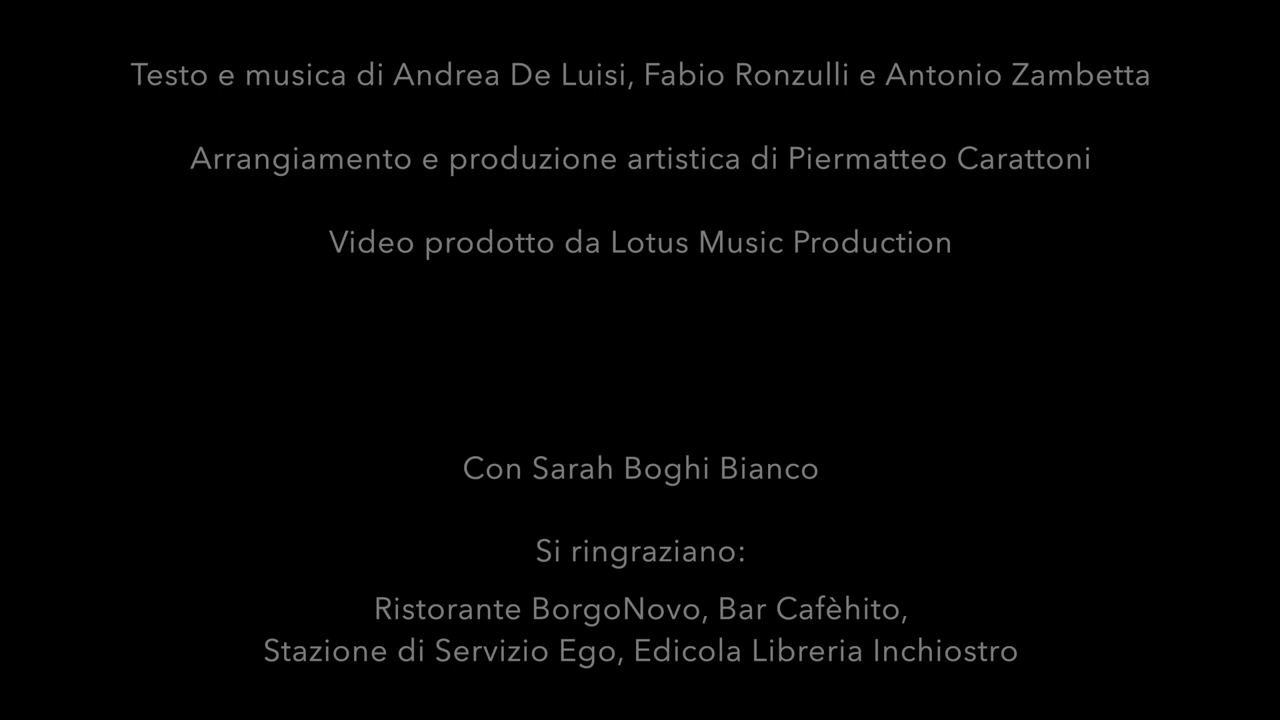 Testo e musica di Andrea De Luisi, Fabio Ronzulli e Antonio Zambetta
Arrangiamento e produzione artistica di Piermatteo Carattoni
Video prodotto da Lotus Music Production
Con Sarah Boghi Bianco
Si ringraziano:
Ristorante BorgoNovo, Bar Cafèhito,
Stazione di Servizio Ego, Edicola Libreria Inchiostro